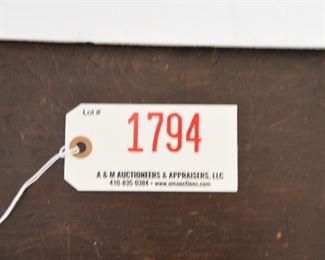 Lot #
1794
A & M AUCTIONEERS & APPRAISERS, LLC
410-835-0384 • www.amauctions.com